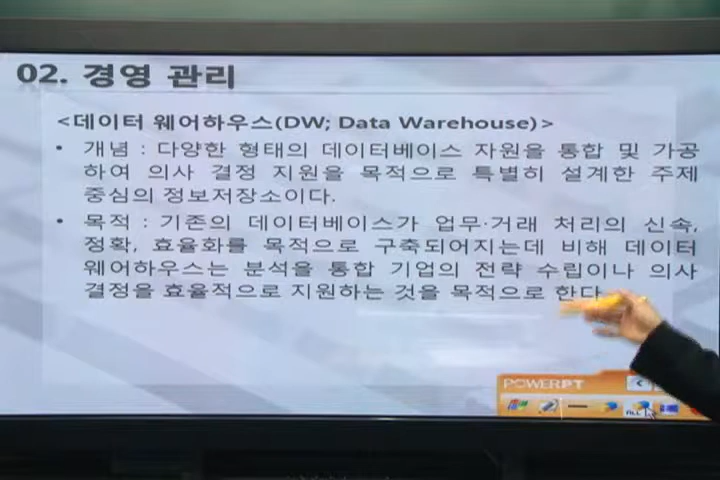 02. 경영 관리
<데이터 웨어하우스(DW; Data Warehouse)>
• 개념 : 다양한 형태의 데이터베이스 자원을 통합 및 가공
하여 의사 결정 지원을 목적으로 특별히 설계한 주제
중심의 정보저장소이다.
• 목적 : 기존의 데이터베이스가 업무·거래 처리의 신속,
정확, 효율화를 목적으로 구축되어지는데 비해 데이터
웨어하우스는 분석을 통합 기업의 전략 수립이나 의사
결정을 효율적으로 지원하는 것을 목적으로 한다
POWERPT
FILL